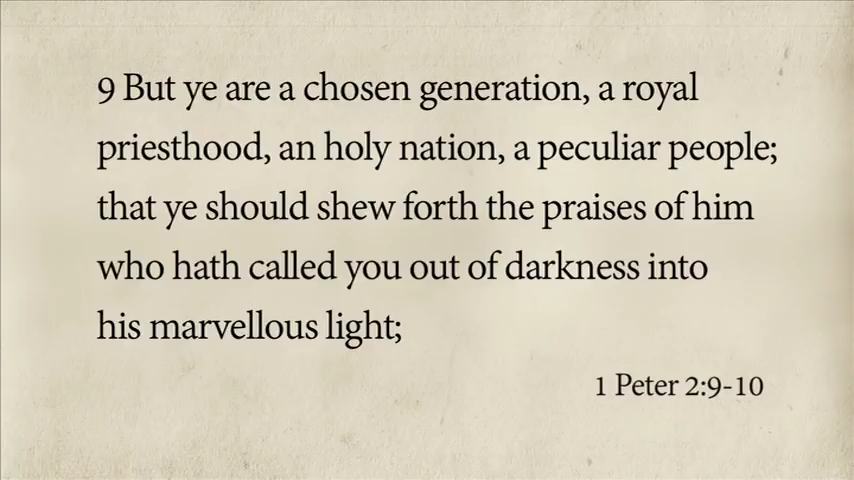 9 But ye are a chosen generation, a royal
priesthood, an holy nation, a peculiar people;
that ye should shew forth the praises of him
who hath called you out of darkness into
his marvellous light;
1 Peter 2:9-10